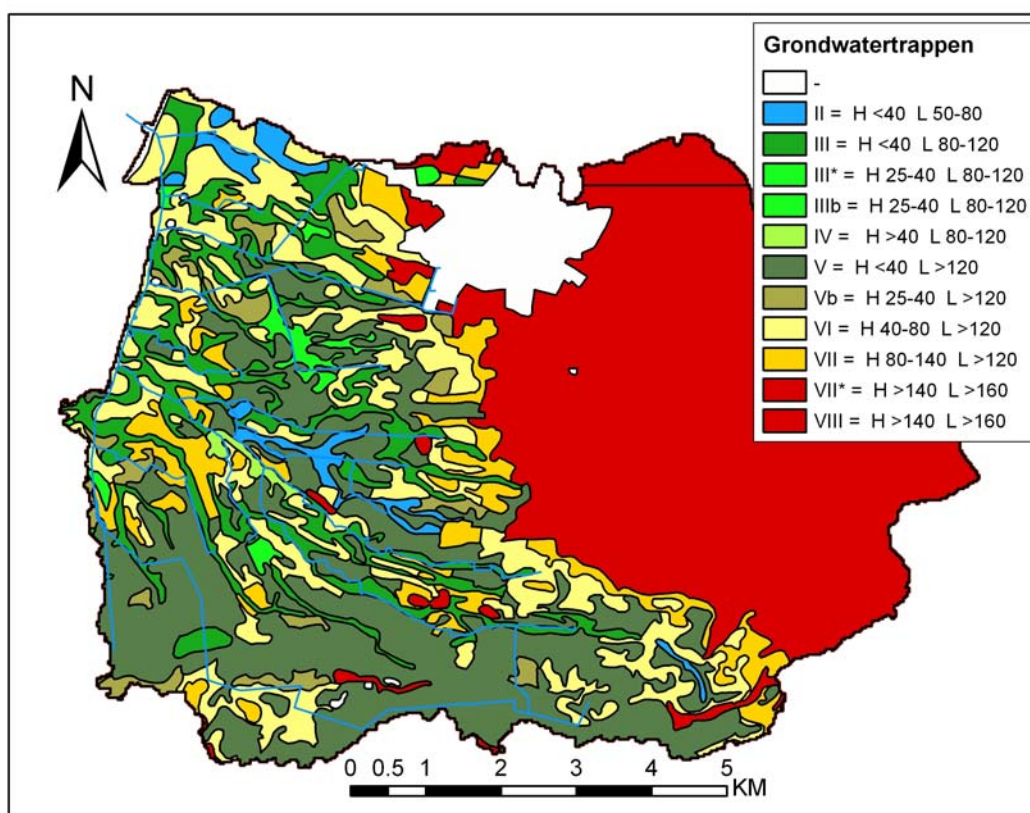 Grondwatertrappen
-
II = H <40 L 50-80
III = H <40 L 80-120
III* = H 25-40 L 80-120
IIIb = H 25-40 L 80-120
IV = H >40 L 80-120
V = H <40 L >120
Vb = H 25-40 L >120
VI = H 40-80 L >120
VII = H 80-140 L >120
VII* = H >140 L >160
VIII = H >140 L >160
N
0 0.5 1 2 3 4 5
KM